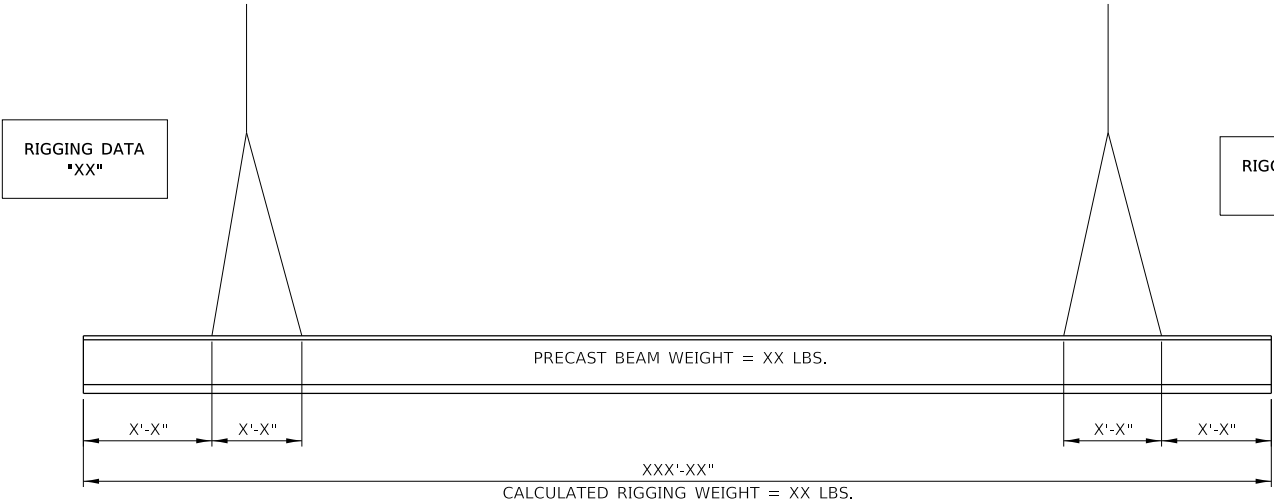 RIGGING DATA
"XX"
PRECAST BEAM WEIGHT = XX LBS.
X'-X"
X'-X"
X'-X"
X'-X"
XXX'-XX"
CALCULATED RIGGING WEIGHT = XX LBS.